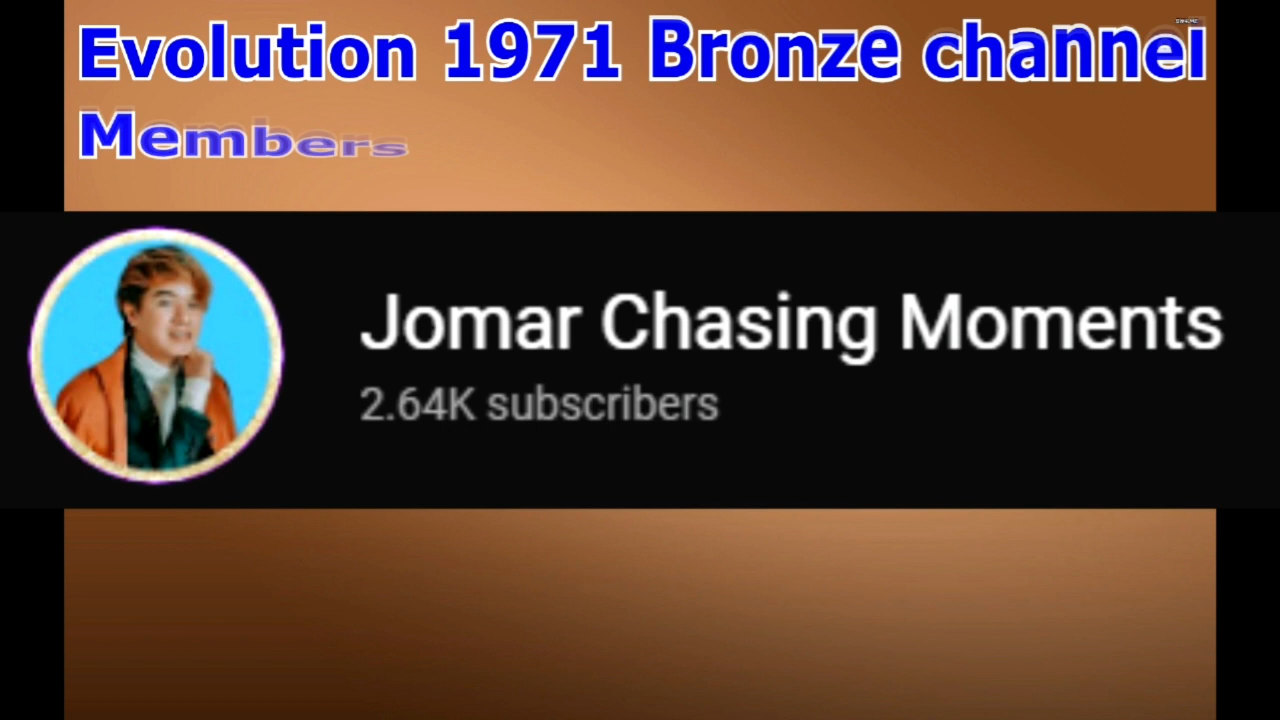 Evolution 1971 Bronze channel
Members
Jomar Chasing Moments
2.64K subscribers